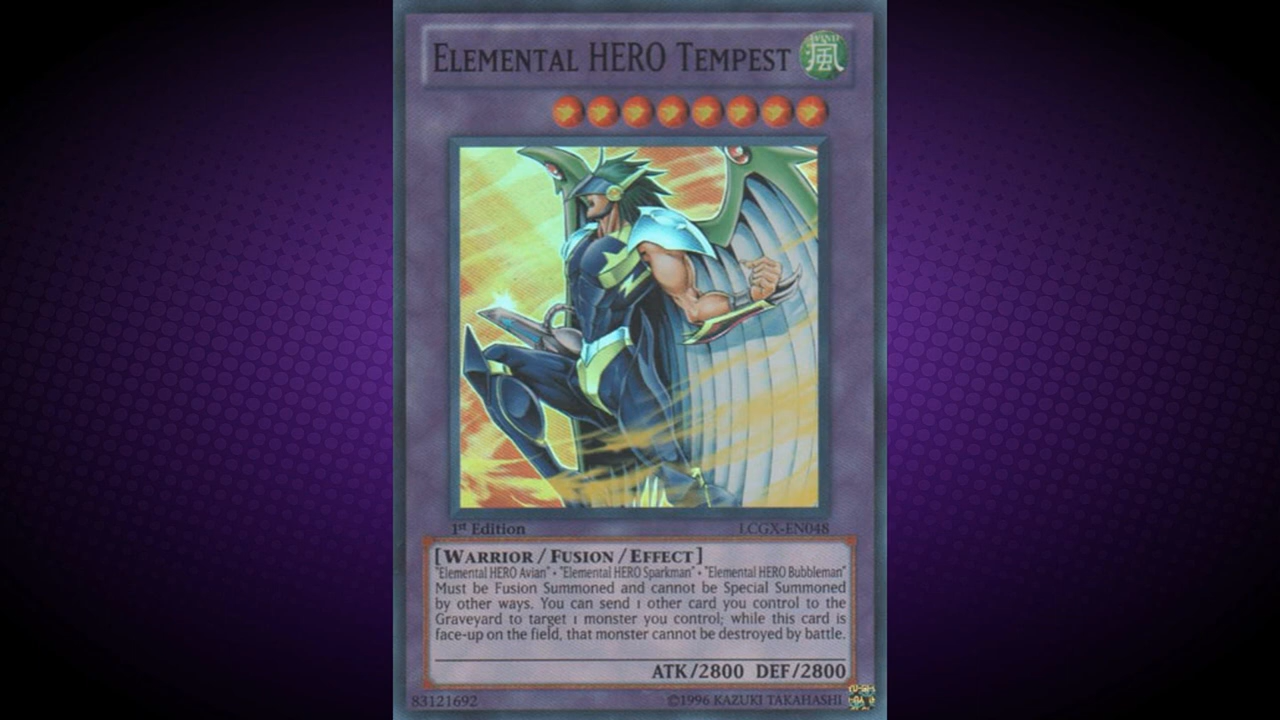 ELEMENTAL HERO TEMPEST
WIND
風
1st Edition
LCGX-EN048
[WARRIOR / FUSION / EFFECT]
"Elemental HERO Avian" • "Elemental HERO Sparkman" • "Elemental HERO Bubbleman"
Must be Fusion Summoned and cannot be Special Summoned
by other ways. You can send 1 other card you control to the
Graveyard to target 1 monster you control; while this card is
face-up on the field, that monster cannot be destroyed by battle.
ATK/2800 DEF/2800
83121692
©1996 KAZUKI TAKAHASHI